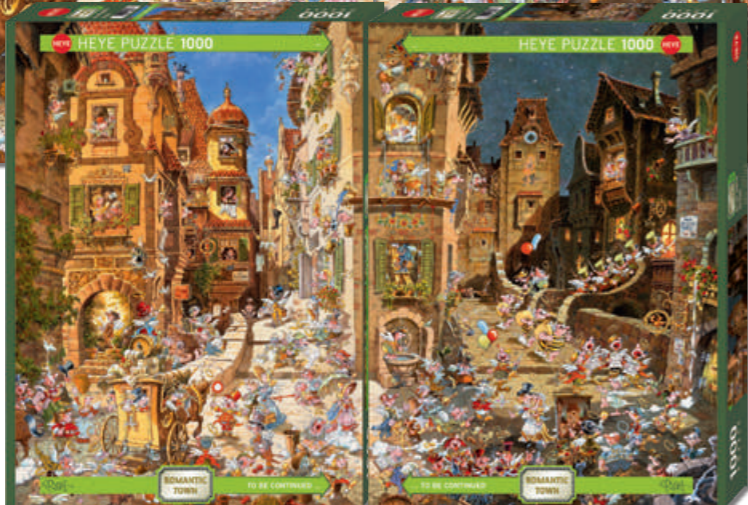 1000
1000
HEYE
HEYE PUZZLE 1000
HEYE PUZZLE 1000
HEYE
HEYE
ROMANTIC
TOWN
TO BE CONTINUED ...
... TO BE CONTINUED
ROMANTIC
TOWN
1000